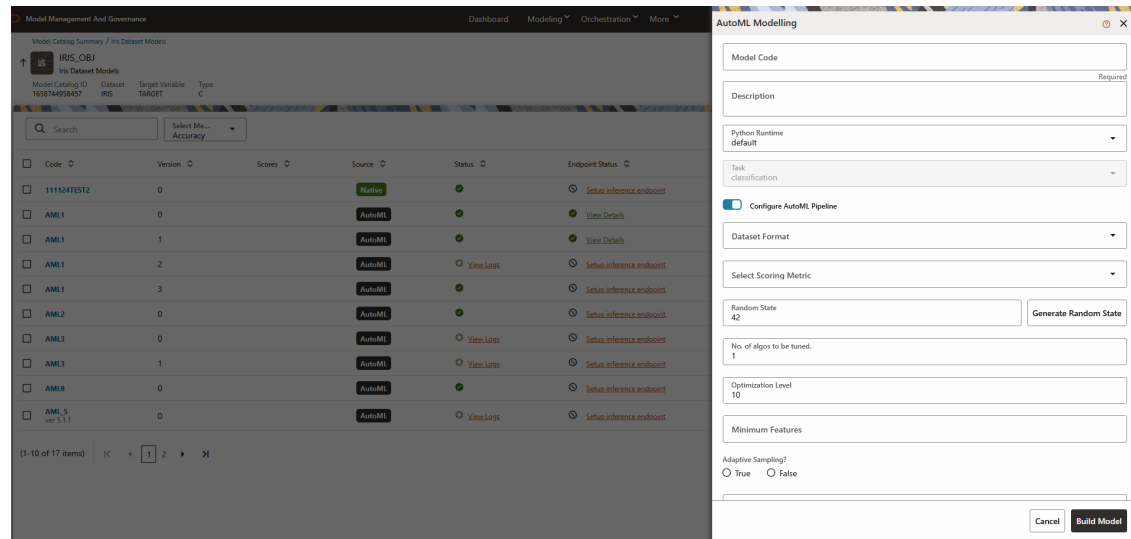 Model Management And Governance
Dashboard Modeling Orchestration More
Model Catalog Summary / Iris Dataset Models
IRIS_OBJ
Iris Dataset Models
Model Catalog ID Dataset Target Variable Type
1658744958457 IRIS TARGET C
Search
Select Me...
Accuracy
Code Version Scores Source Status Endpoint Status
111124TEST2 0 Native Setup inference endpoint
AML1 0 AutoML View Details
AML1 1 AutoML View Details
AML1 2 AutoML View Logs Setup inference endpoint
AML1 3 AutoML Setup inference endpoint
AML2 0 AutoML Setup inference endpoint
AML3 0 AutoML View Logs Setup inference endpoint
AML3 1 AutoML View Logs Setup inference endpoint
AML8 0 AutoML Setup inference endpoint
AML_5
ver 5.1.1
0 AutoML View Logs Setup inference endpoint
(1-10 of 17 items) 1 2
AutoML Modelling
Model Code
Required
Description
Python Runtime
default
Task
classification
Configure AutoML Pipeline
Dataset Format
Select Scoring Metric
Random State
42
Generate Random State
No. of algos to be tuned.
1
Optimization Level
10
Minimum Features
Adaptive Sampling?
True False
Cancel Build Model